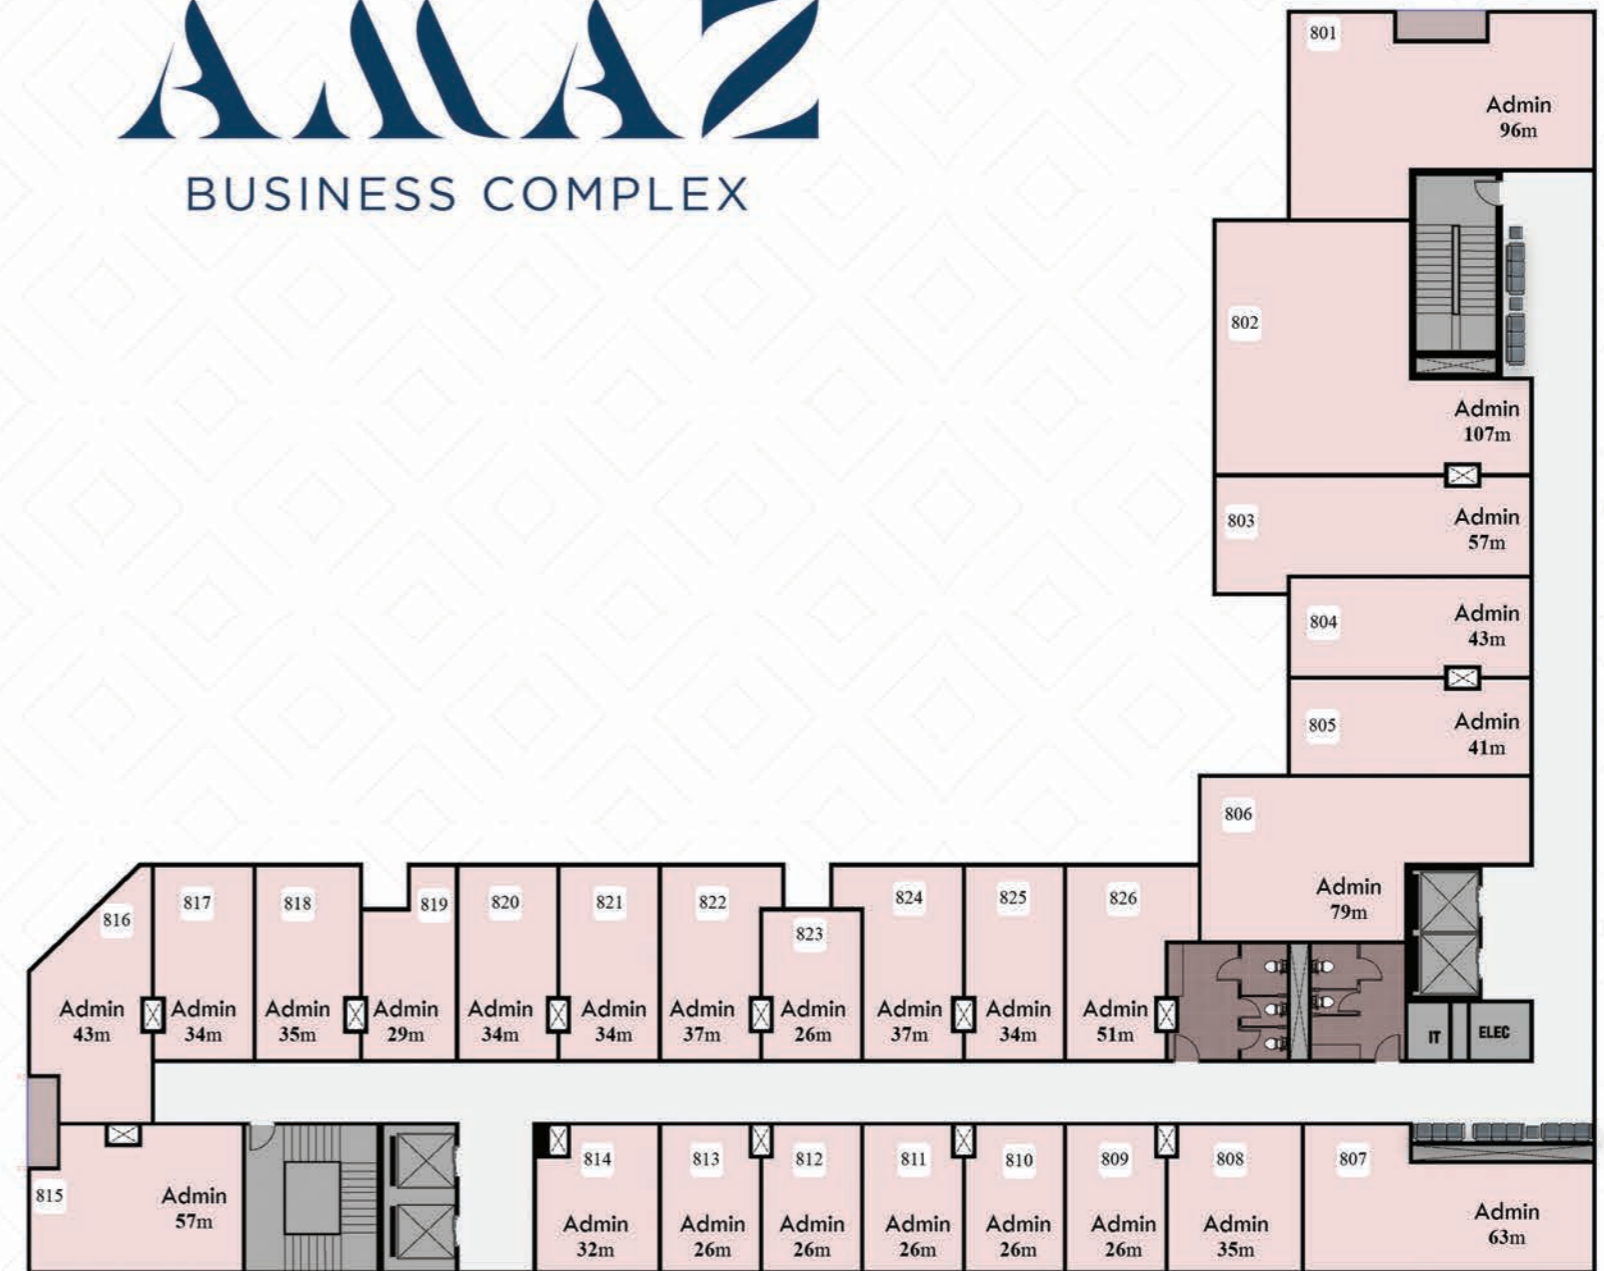 AMAZ
BUSINESS COMPLEX
801
Admin
96m
802
Admin
107m
803
Admin
57m
804
Admin
43m
805
Admin
41m
806
Admin
79m
816
817
818
819
820
821
822
823
824
825
826
Admin
43m
Admin
34m
Admin
35m
Admin
29m
Admin
34m
Admin
34m
Admin
37m
Admin
26m
Admin
37m
Admin
34m
Admin
51m
IT
ELEC
815
Admin
57m
814
Admin
32m
813
Admin
26m
812
Admin
26m
811
Admin
26m
810
Admin
26m
809
Admin
26m
808
Admin
35m
807
Admin
63m